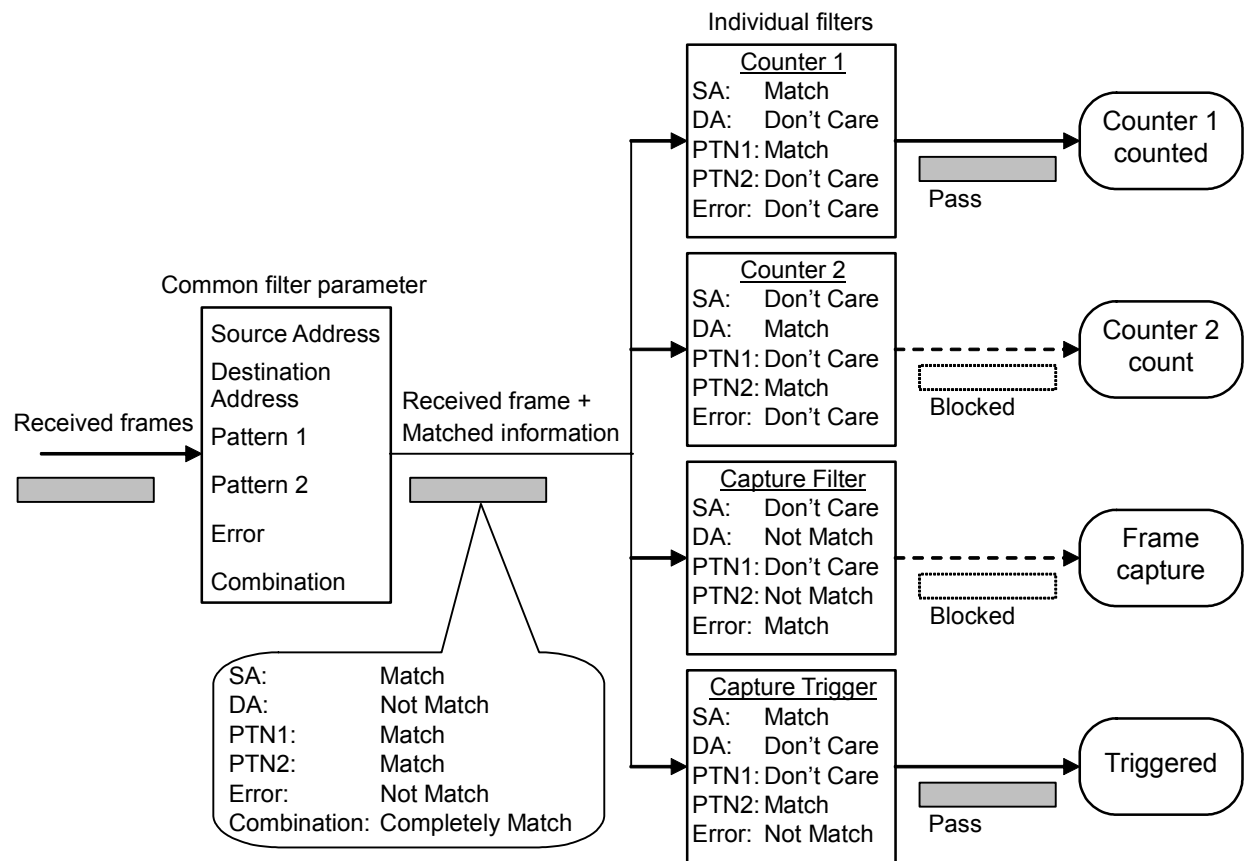 Individual filters
Counter 1
SA: Match
DA: Don't Care
PTN1: Match
PTN2: Don't Care
Error: Don't Care
Pass
Counter 1
counted
Counter 2
SA: Don't Care
DA: Match
PTN1: Don't Care
PTN2: Match
Error: Don't Care
Blocked
Counter 2
count
Common filter parameter
Source Address
Destination
Address
Pattern 1
Pattern 2
Error
Combination
Received frames
Received frame +
Matched information
Capture Filter
SA: Don't Care
DA: Not Match
PTN1: Don't Care
PTN2: Not Match
Error: Match
Blocked
Frame
capture
SA: Match
DA: Not Match
PTN1: Match
PTN2: Match
Error: Not Match
Combination: Completely Match
Capture Trigger
SA: Match
DA: Don't Care
PTN1: Don't Care
PTN2: Match
Error: Not Match
Pass
Triggered